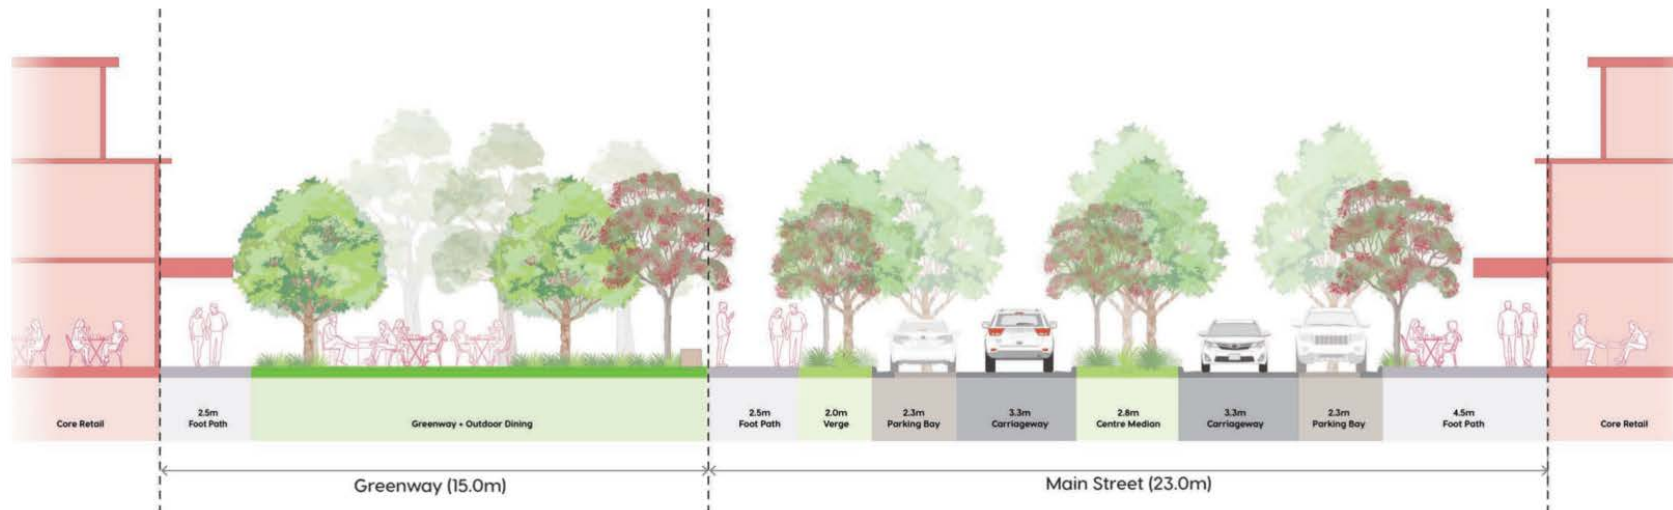 Core Retail
2.5m
Foot Path
Greenway + Outdoor Dining
2.5m
Foot Path
2.0m
Verge
2.3m
Parking Bay
3.3m
Carriageway
2.8m
Centre Median
3.3m
Carriageway
2.3m
Parking Bay
4.5m
Foot Path
Core Retail
Greenway (15.0m)
Main Street (23.0m)